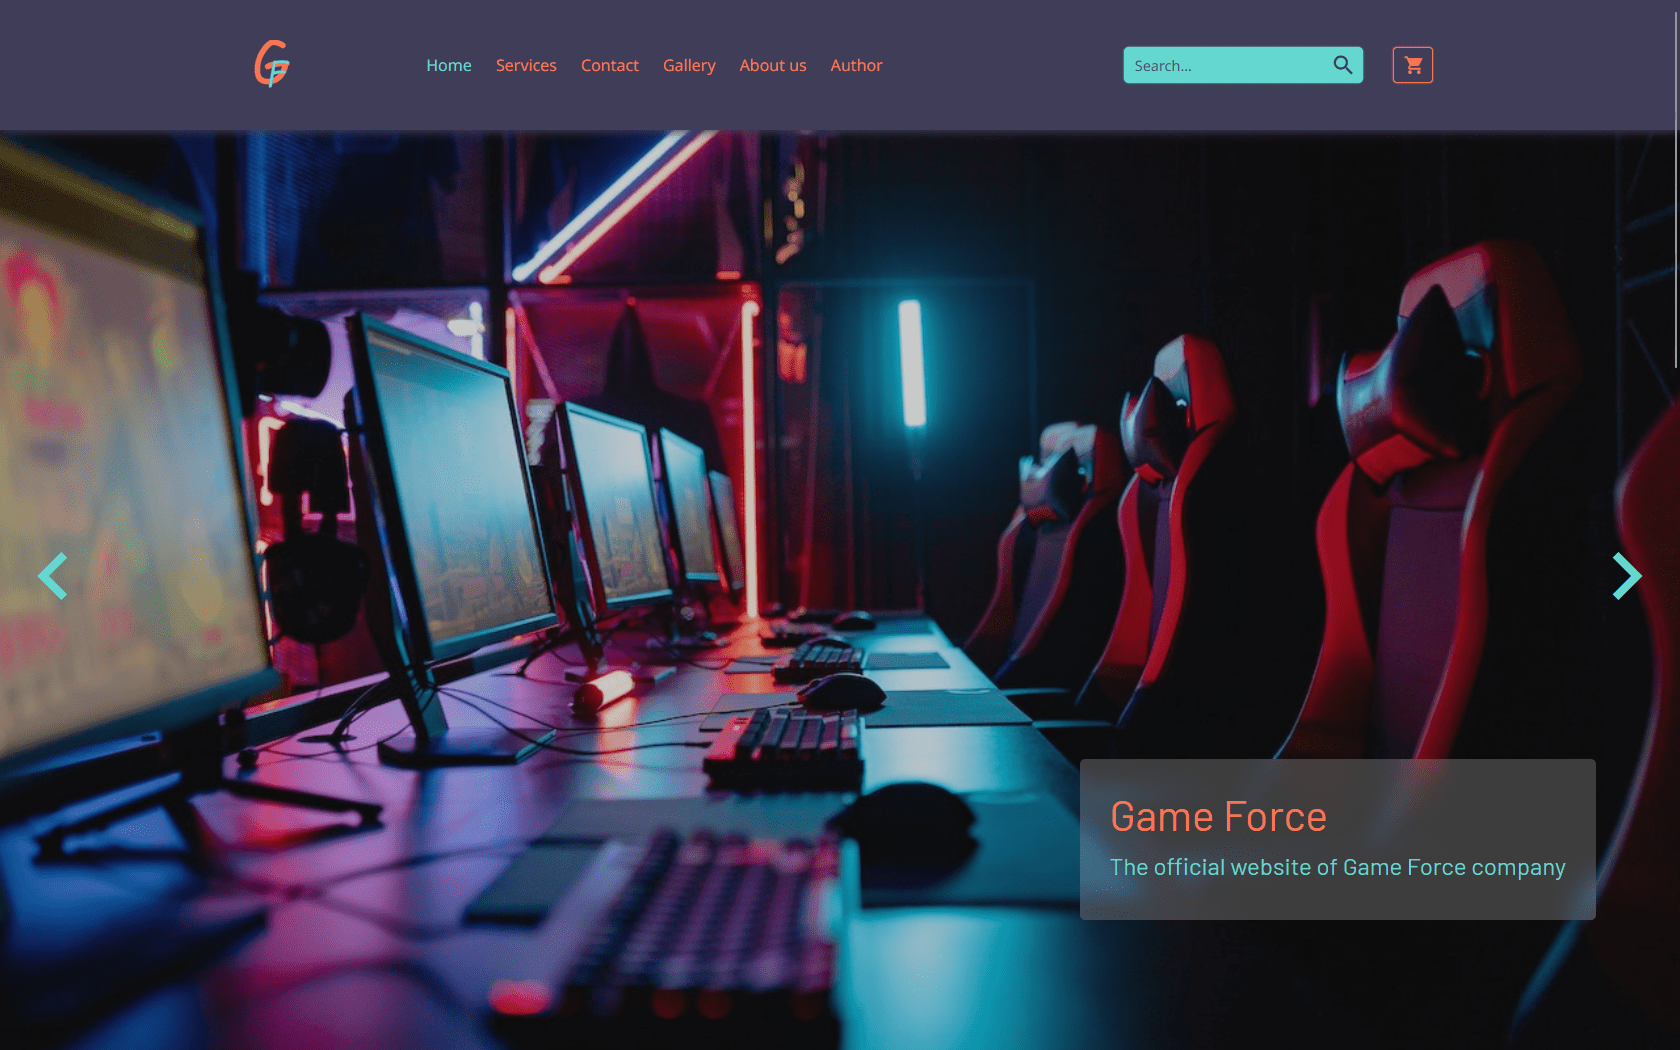 GF
Home Services Contact Gallery About us Author
Search...
Game Force
The official website of Game Force company